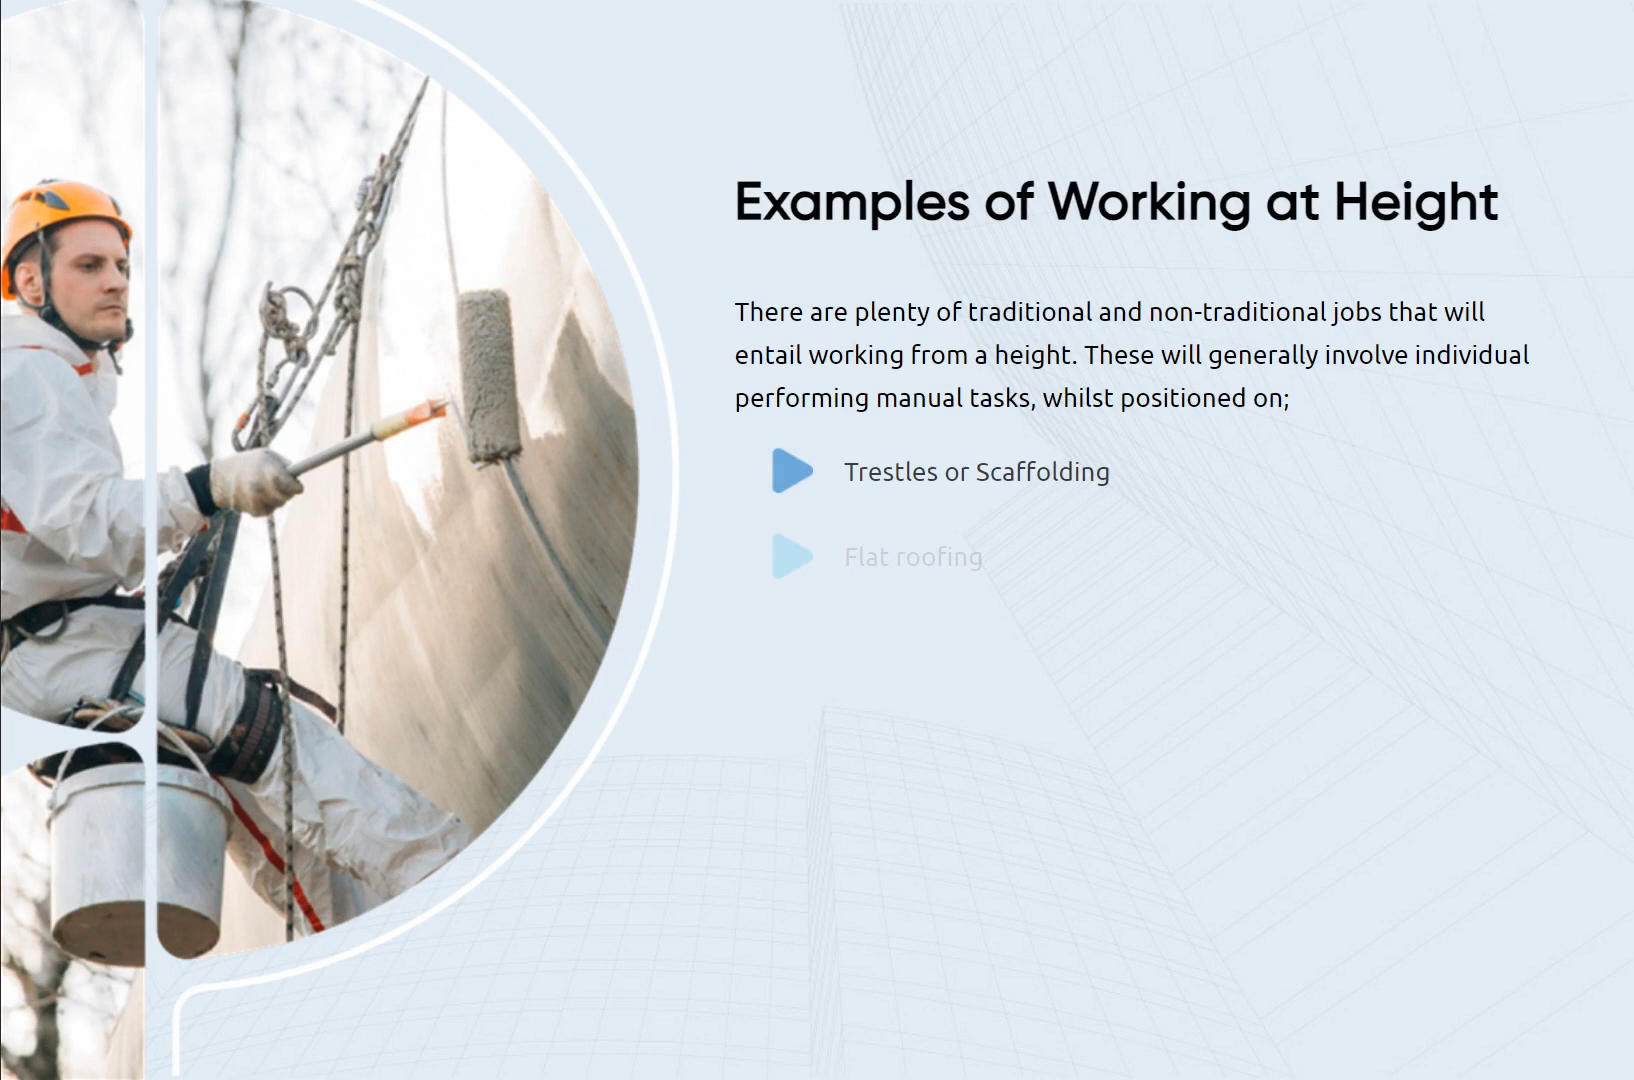 Examples of Working at Height
There are plenty of traditional and non-traditional jobs that will
entail working from a height. These will generally involve individual
performing manual tasks, whilst positioned on;
Trestles or Scaffolding
Flat roofing